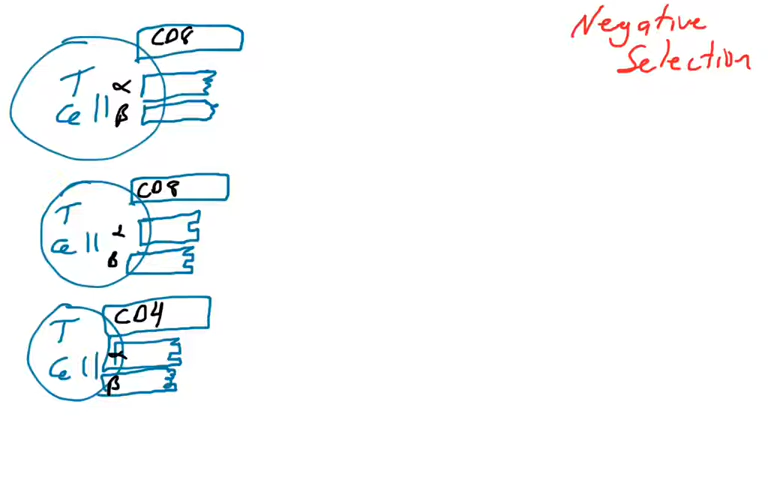 Negative
Selection
CD8
T α
Cell β
CD8
T
Cell α
β
CD4
T
Cell α
β